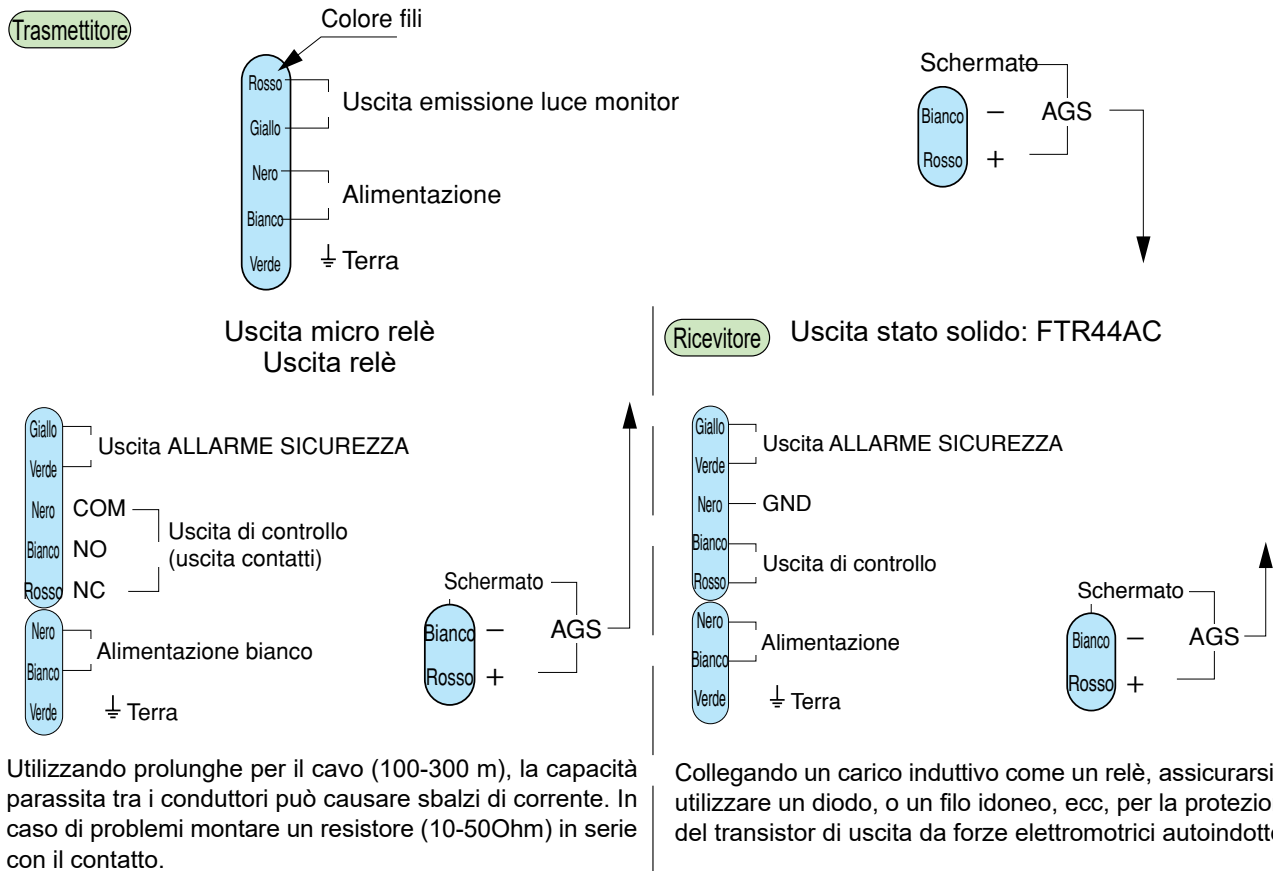 Trasmettitore
Colore fili
Rosso
Giallo
Uscita emissione luce monitor
Nero
Bianco
Alimentazione
Verde
Terra
Schermato
Bianco – AGS
Rosso +
Uscita micro relè
Uscita relè
Giallo
Verde
Uscita ALLARME SICUREZZA
Nero COM
Bianco NO
Rosso NC
Uscita di controllo
(uscita contatti)
Nero
Bianco
Alimentazione bianco
Verde
Terra
Schermato
Bianco – AGS
Rosso +
Utilizzando prolunghe per il cavo (100-300 m), la capacità
parassita tra i conduttori può causare sbalzi di corrente. In
caso di problemi montare un resistore (10-50Ohm) in serie
con il contatto.
Ricevitore
Uscita stato solido: FTR44AC
Giallo
Verde
Uscita ALLARME SICUREZZA
Nero GND
Bianco
Rosso
Uscita di controllo
Nero
Bianco
Alimentazione
Verde
Terra
Schermato
Bianco – AGS
Rosso +
Collegando un carico induttivo come un relè, assicurarsi
utilizzare un diodo, o un filo idoneo, ecc, per la protezio
del transistor di uscita da forze elettromotrici autoindotte